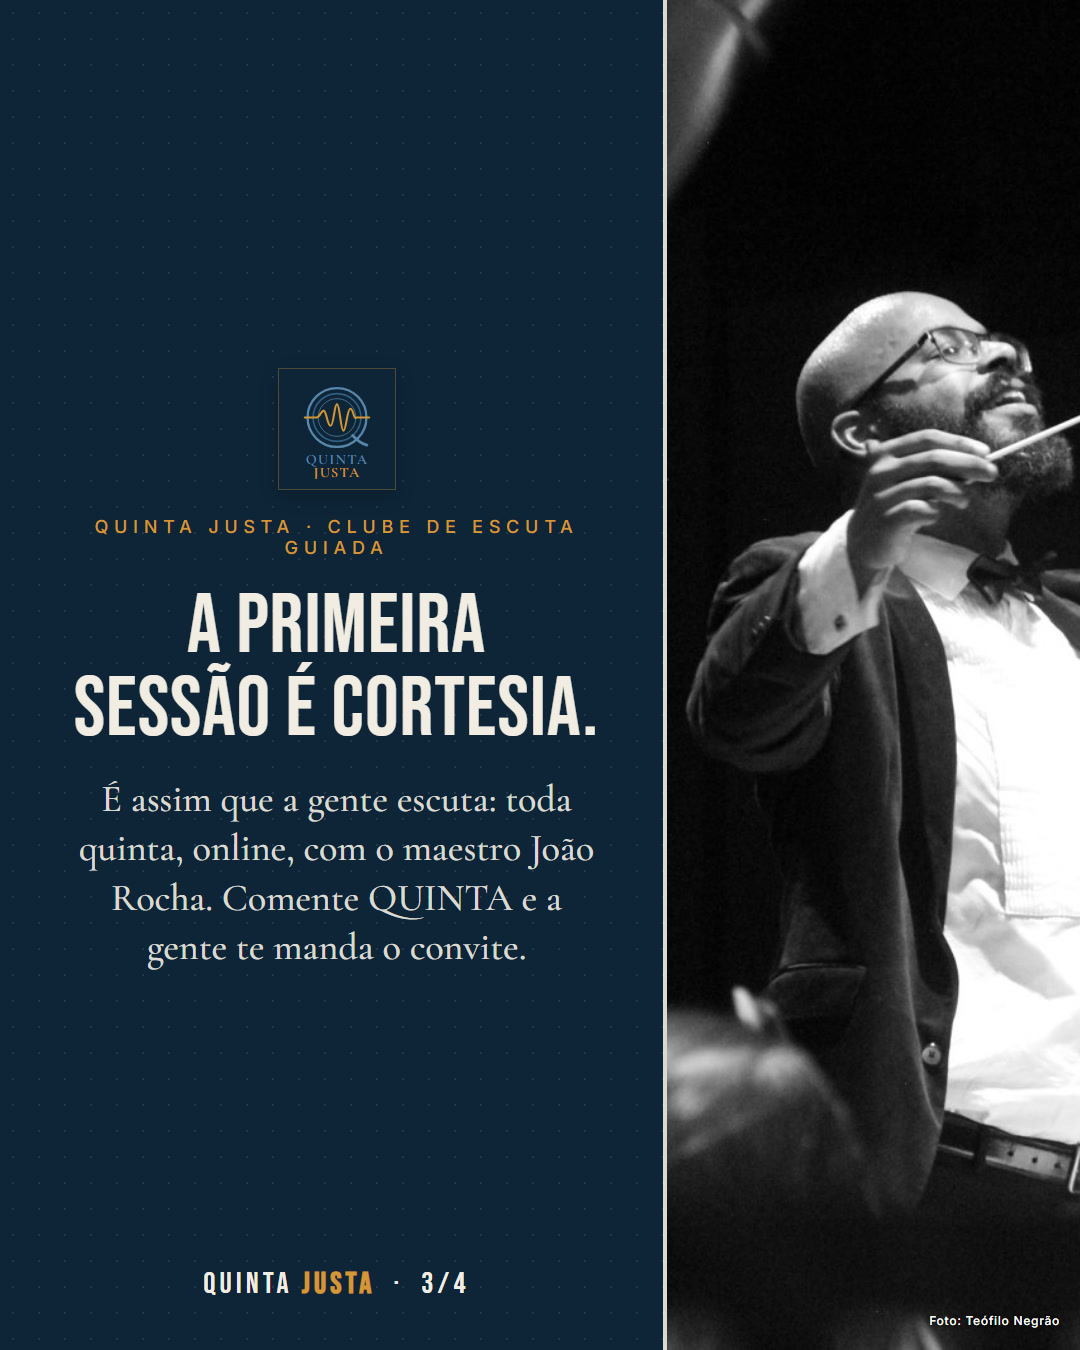 QUINTA
JUSTA
QUINTA JUSTA · CLUBE DE ESCUTA
GUIADA
A PRIMEIRA
SESSÃO É CORTESIA.
É assim que a gente escuta: toda
quinta, online, com o maestro João
Rocha. Comente QUINTA e a
gente te manda o convite.
QUINTA JUSTA · 3/4
Foto: Teófilo Negrão